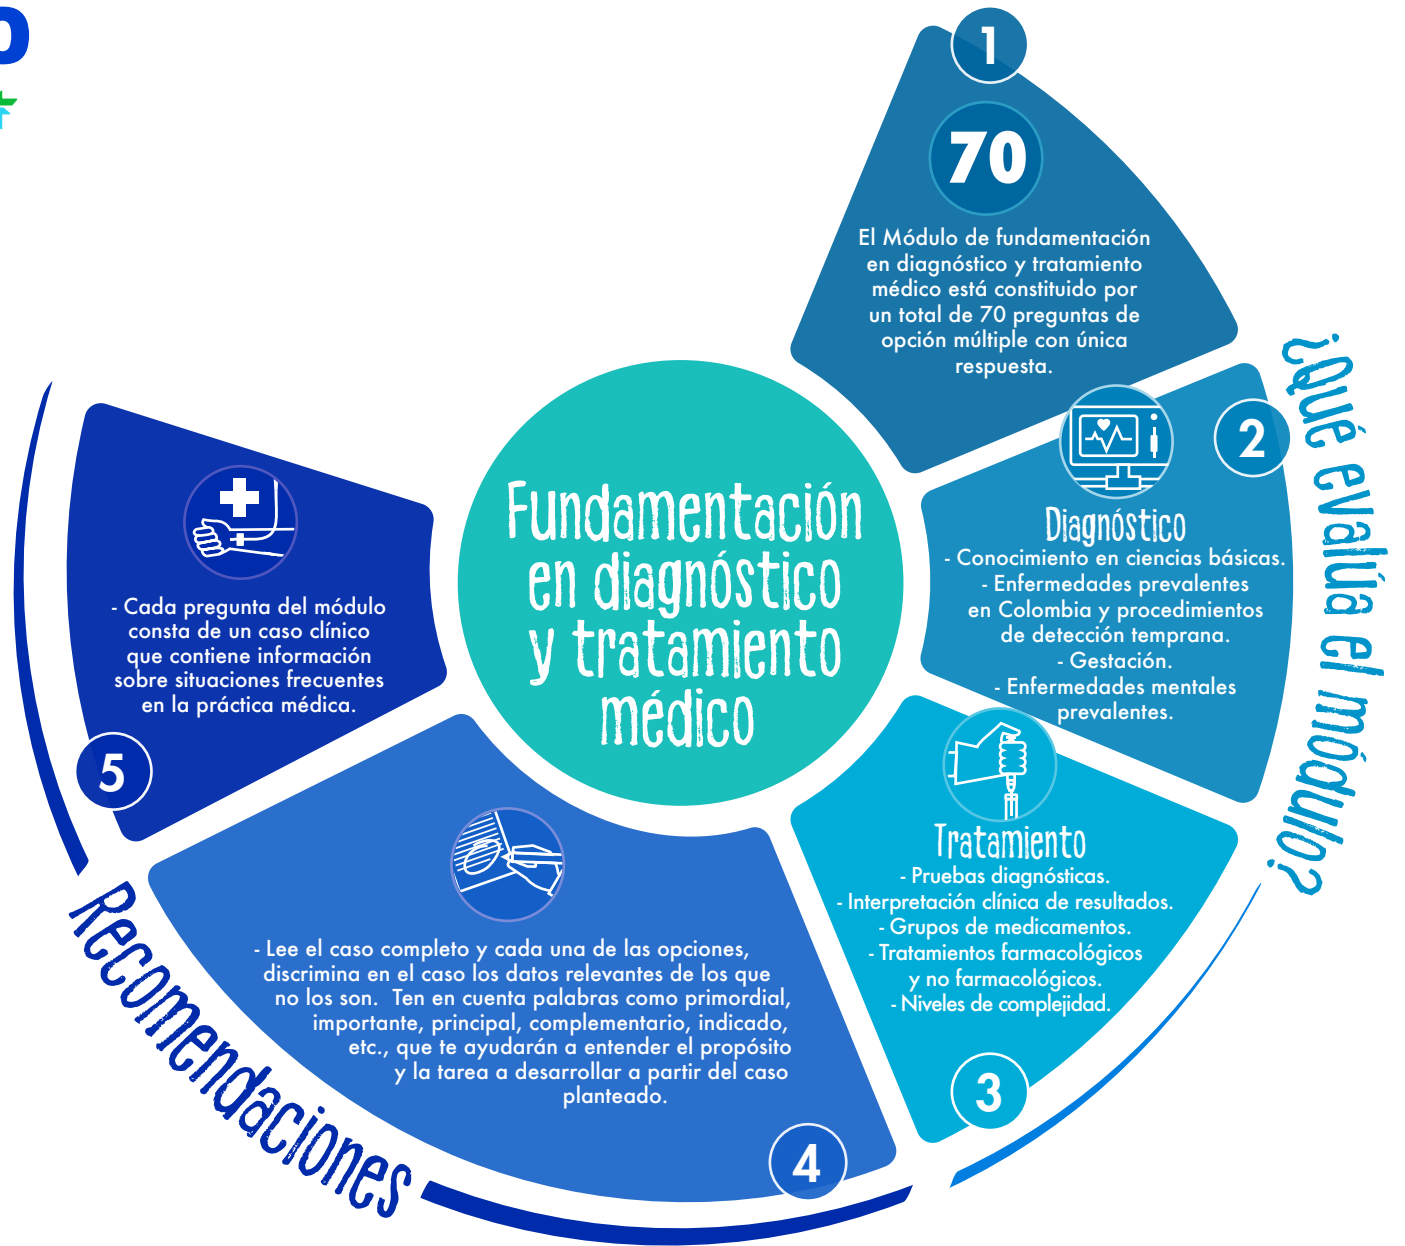 1
70
El Módulo de fundamentación
en diagnóstico y tratamiento
médico está constituido por
un total de 70 preguntas de
opción múltiple con única
respuesta.
¿Qué evalúa el módulo?
2
Diagnóstico
- Conocimiento en ciencias básicas.
- Enfermedades prevalentes
en Colombia y procedimientos
de detección temprana.
- Gestación.
- Enfermedades mentales
prevalentes.
Fundamentación
en diagnóstico
y tratamiento
médico
Tratamiento
- Pruebas diagnósticas.
- Interpretación clínica de resultados.
- Grupos de medicamentos.
- Tratamientos farmacológicos
y no farmacológicos.
- Niveles de complejidad.
3
Recomendaciones
- Lee el caso completo y cada una de las opciones,
discrimina en el caso los datos relevantes de los que
no los son. Ten en cuenta palabras como primordial,
importante, principal, complementario, indicado,
etc., que te ayudarán a entender el propósito
y la tarea a desarrollar a partir del caso
planteado.
4
- Cada pregunta del módulo
consta de un caso clínico
que contiene información
sobre situaciones frecuentes
en la práctica médica.
5